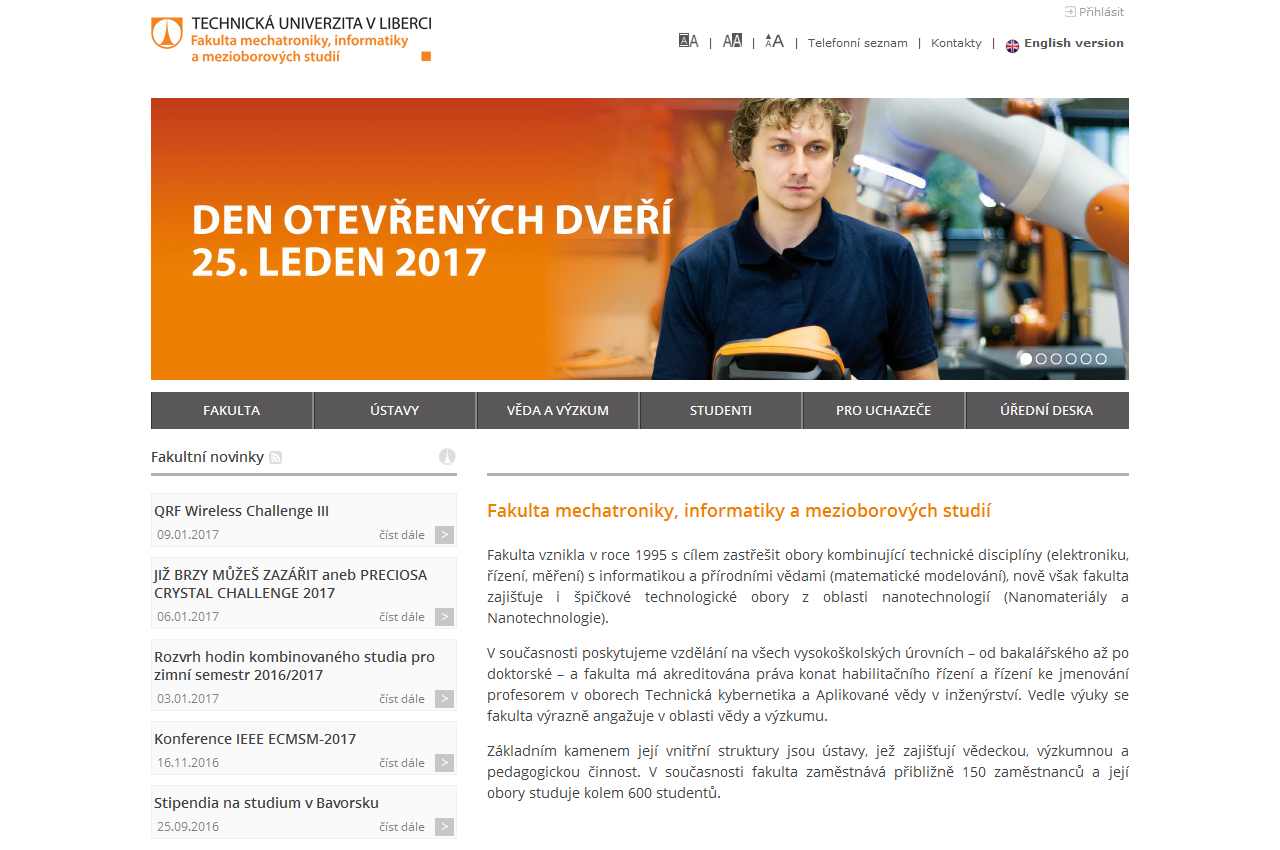 Přihlásit
TECHNICKÁ UNIVERZITA V LIBERCI
Fakulta mechatroniky, informatiky
a mezioborových studií
AA | AA | AA | Telefonní seznam | Kontakty | English version
DEN OTEVŘENÝCH DVEŘÍ
25. LEDEN 2017
FAKULTA ÚSTAVY VĚDA A VÝZKUM STUDENTI PRO UCHAZEČE ÚŘEDNÍ DESKA
Fakultní novinky
QRF Wireless Challenge III
09.01.2017 číst dále >
JIŽ BRZY MŮŽEŠ ZAZÁŘIT aneb PRECIOSA
CRYSTAL CHALLENGE 2017
06.01.2017 číst dále >
Rozvrh hodin kombinovaného studia pro
zimní semestr 2016/2017
03.01.2017 číst dále >
Konference IEEE ECMSM-2017
16.11.2016 číst dále >
Stipendia na studium v Bavorsku
25.09.2016 číst dále >
Fakulta mechatroniky, informatiky a mezioborových studií
Fakulta vznikla v roce 1995 s cílem zastřešit obory kombinující technické disciplíny (elektroniku,
řízení, měření) s informatikou a přírodními vědami (matematické modelování), nově však fakulta
zajišťuje i špičkové technologické obory z oblasti nanotechnologií (Nanomateriály a
Nanotechnologie).
V současnosti poskytujeme vzdělání na všech vysokoškolských úrovních – od bakalářského až po
doktorské – a fakulta má akreditována práva konat habilitačního řízení a řízení ke jmenování
profesorem v oborech Technická kybernetika a Aplikované vědy v inženýrství. Vedle výuky se
fakulta výrazně angažuje v oblasti vědy a výzkumu.
Základním kamenem její vnitřní struktury jsou ústavy, jež zajišťují vědeckou, výzkumnou a
pedagogickou činnost. V současnosti fakulta zaměstnává přibližně 150 zaměstnanců a její
obory studuje kolem 600 studentů.